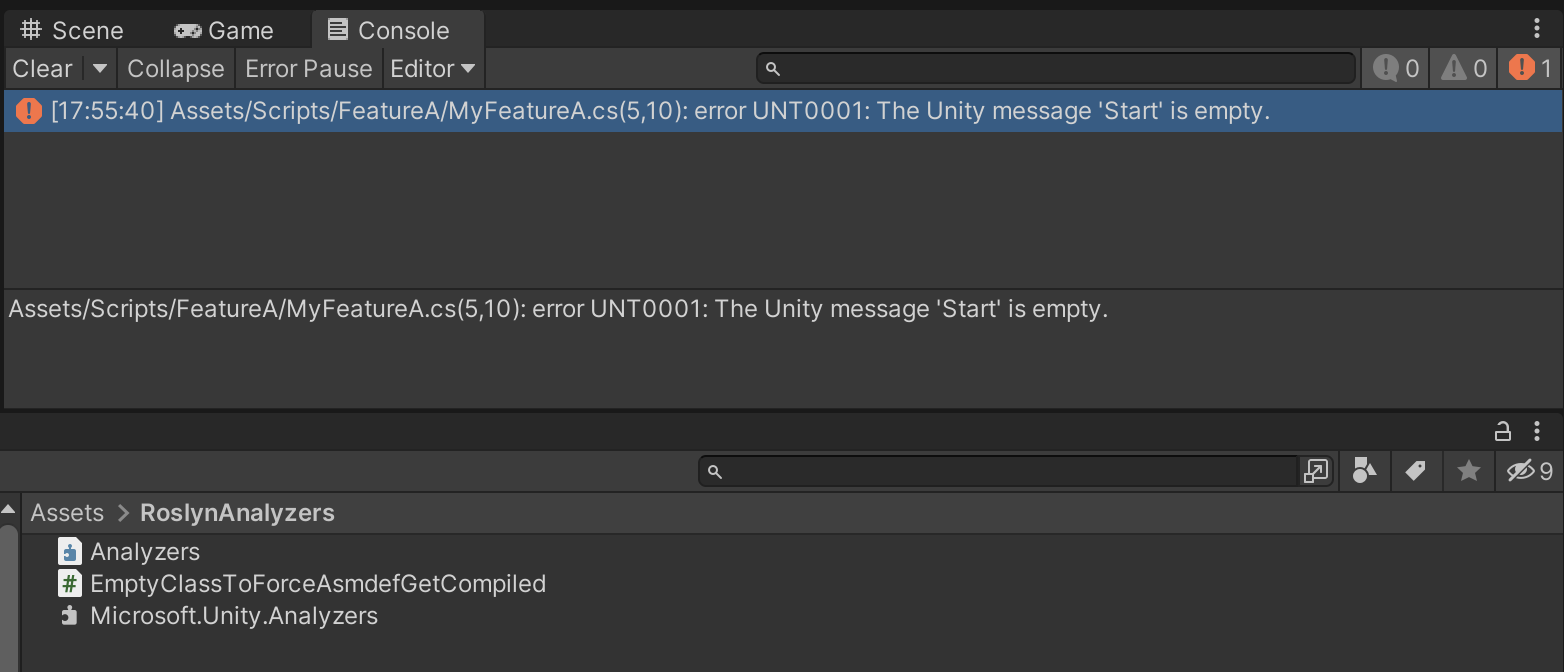 Scene Game Console
Clear Collapse Error Pause Editor 0 0 1
[17:55:40] Assets/Scripts/FeatureA/MyFeatureA.cs(5,10): error UNT0001: The Unity message 'Start' is empty.
Assets/Scripts/FeatureA/MyFeatureA.cs(5,10): error UNT0001: The Unity message 'Start' is empty.
9
Assets > RoslynAnalyzers
Analyzers
EmptyClassToForceAsmdefGetCompiled
Microsoft.Unity.Analyzers